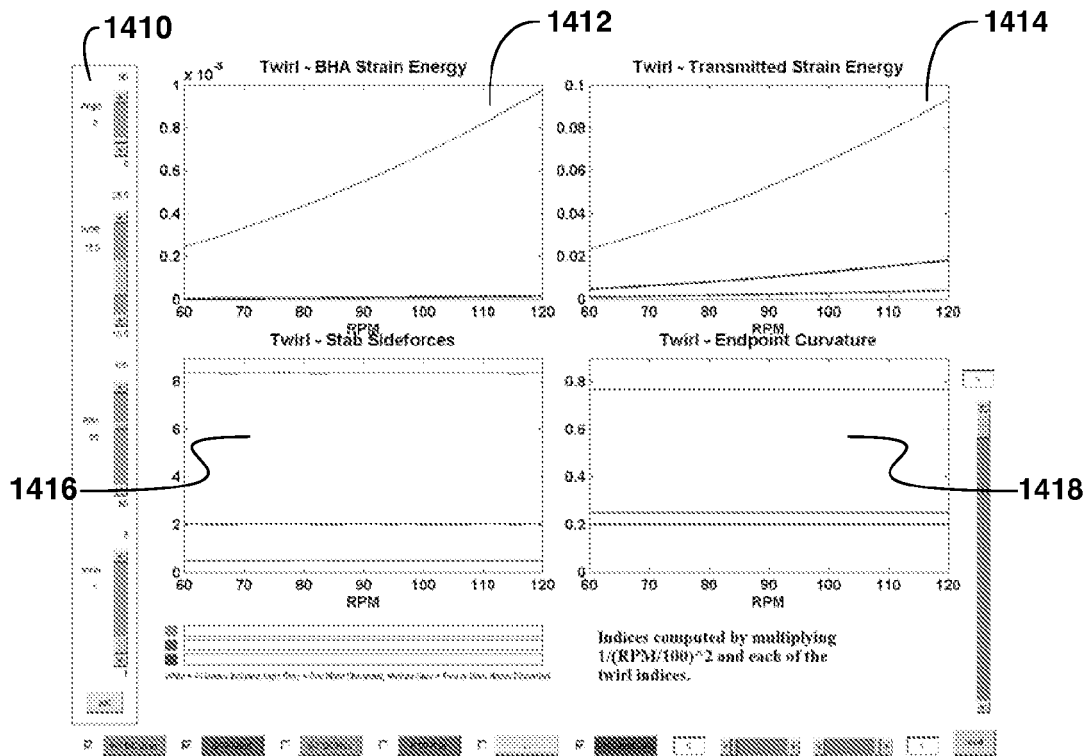 1410
1412
1414
Twirl - BHA Strain Energy
x 10
1
0.8
0.6
0.4
0.2
0
60 70 80 90 100 110 120
RPM
Twirl - Transmitted Strain Energy
0.1
0.08
0.06
0.04
0.02
0
60 70 80 90 100 110 120
RPM
Twirl - Stab Sideforces
8
6
4
2
0
60 70 80 90 100 110 120
RPM
Twirl - Endpoint Curvature
0.8
0.6
0.4
0.2
0
60 70 80 90 100 110 120
RPM
1416
1418
Indices computed by multiplying
1/(RPM/100)^2 and each of the
twirl indices.